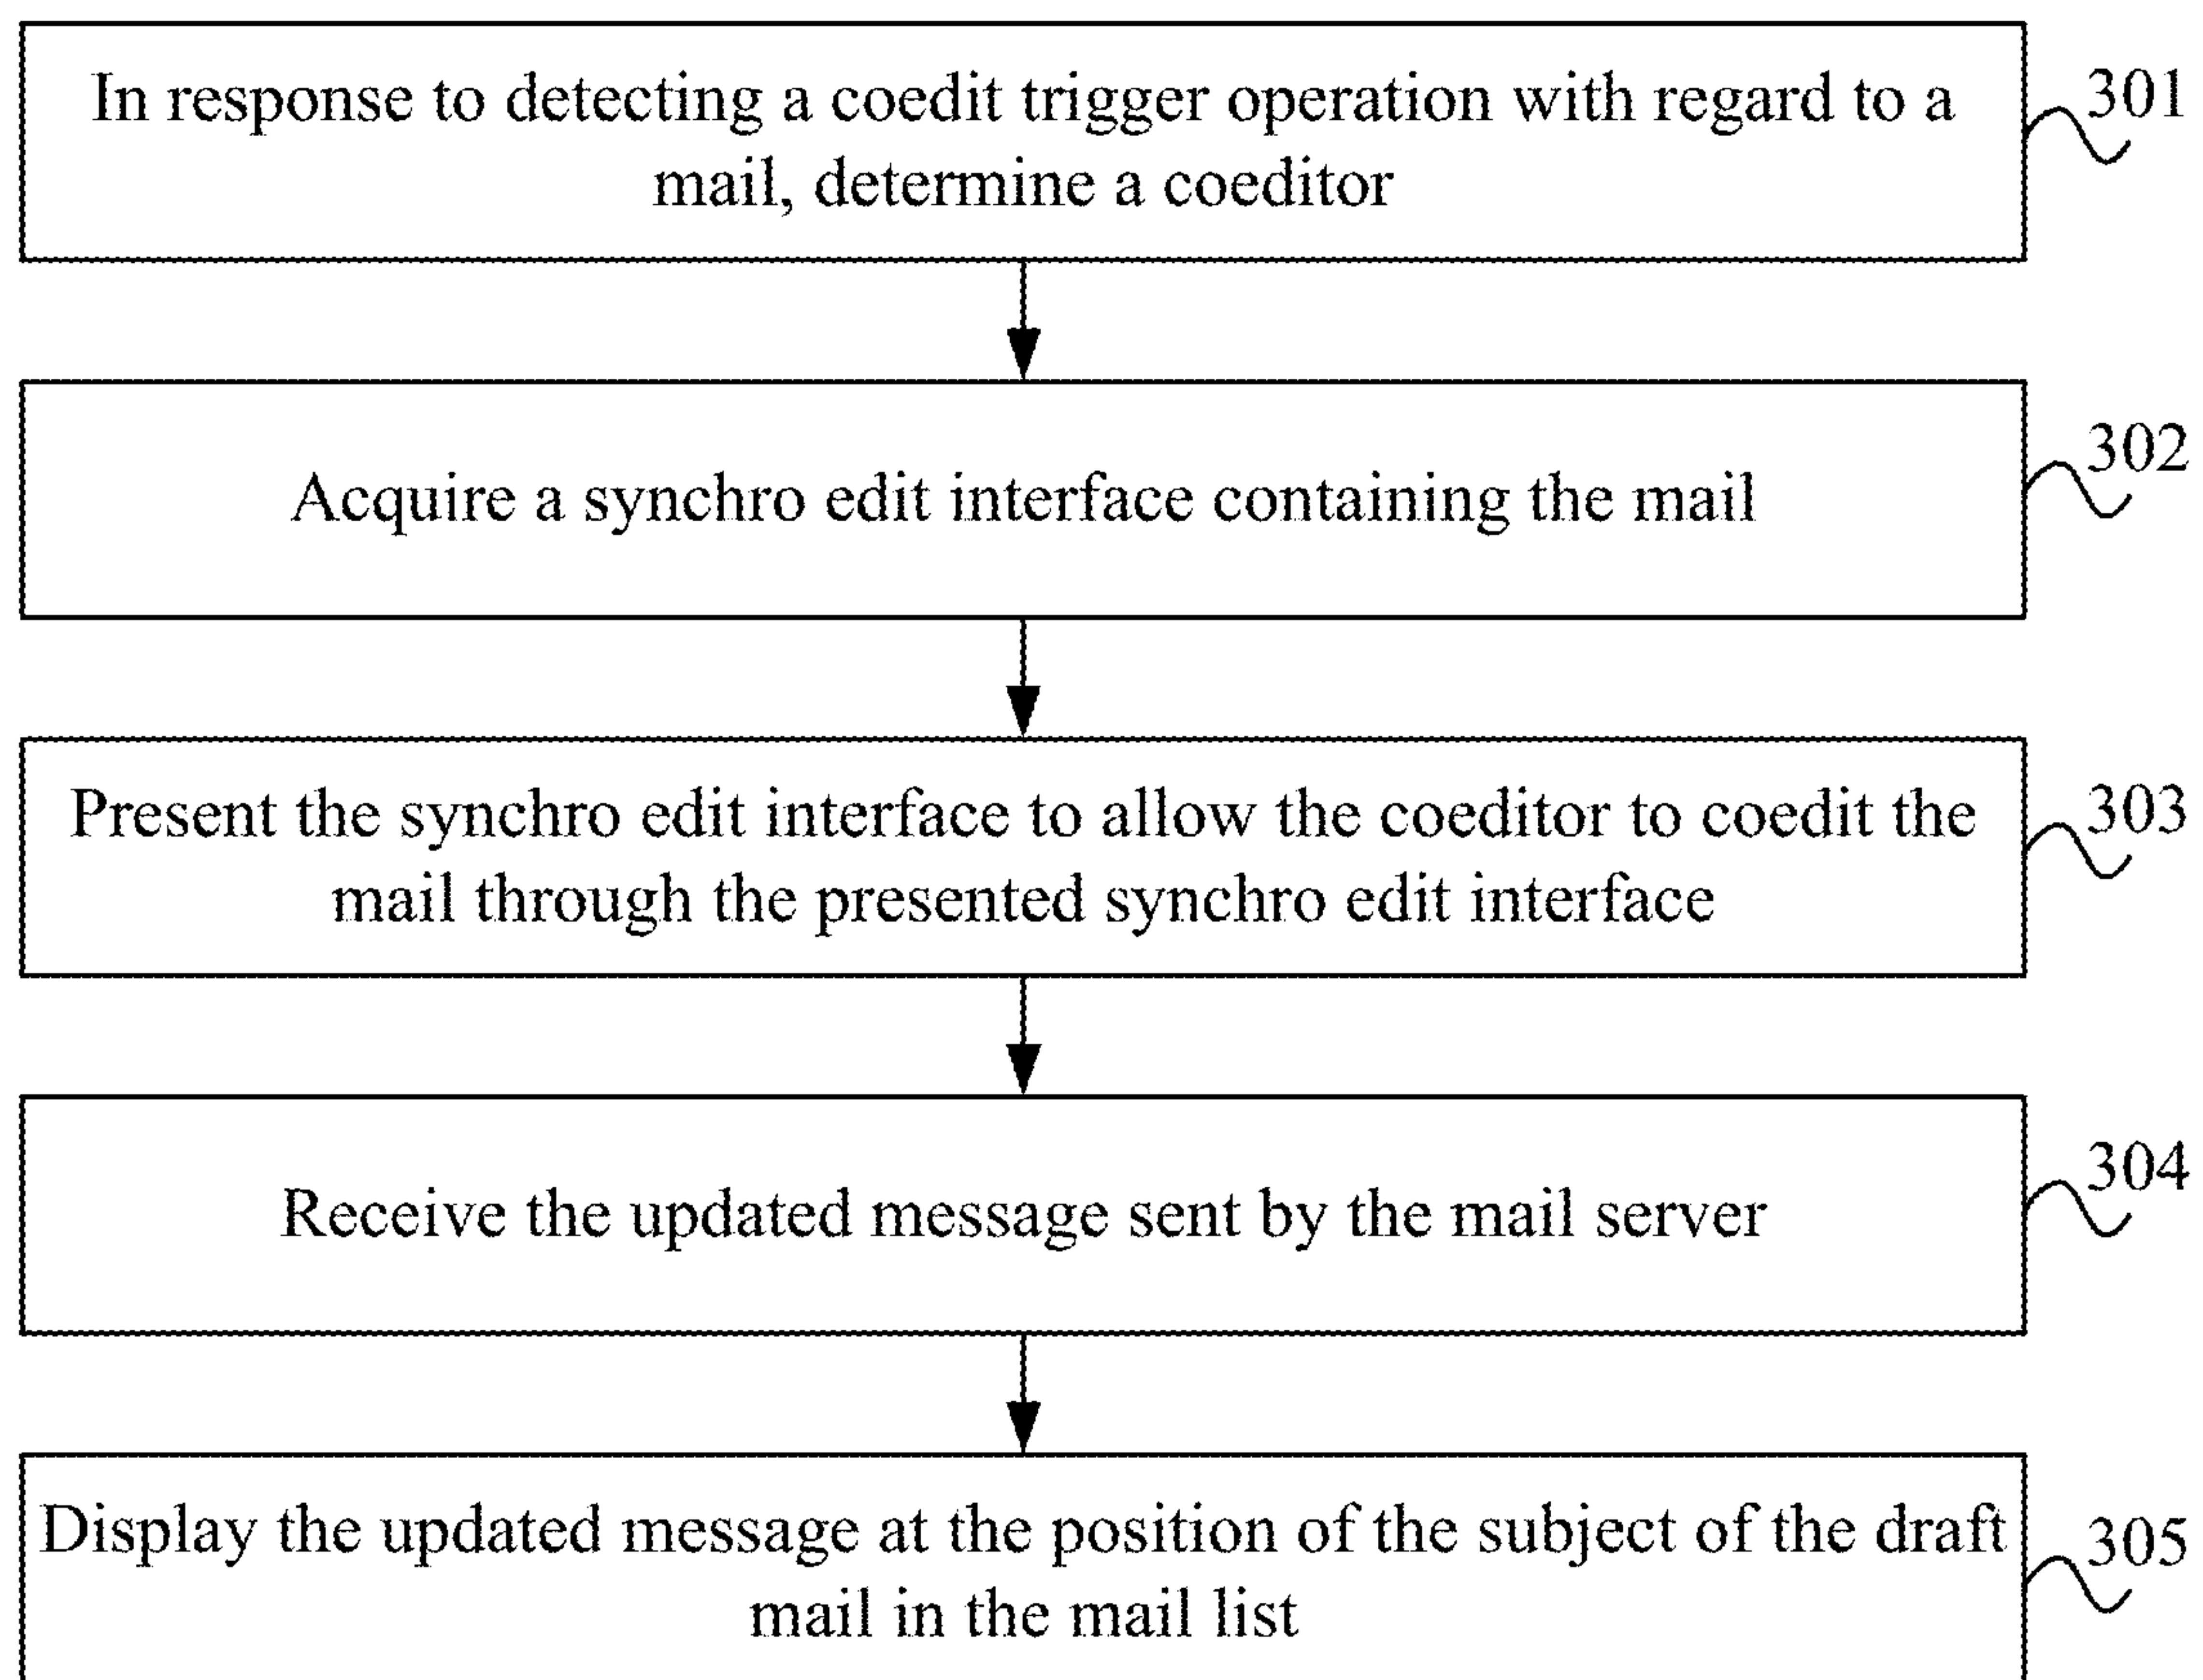 In response to detecting a coedit trigger operation with regard to a
mail, determine a coeditor
301
Acquire a synchro edit interface containing the mail
302
Present the synchro edit interface to allow the coeditor to coedit the
mail through the presented synchro edit interface
303
Receive the updated message sent by the mail server
304
Display the updated message at the position of the subject of the draft
mail in the mail list
305